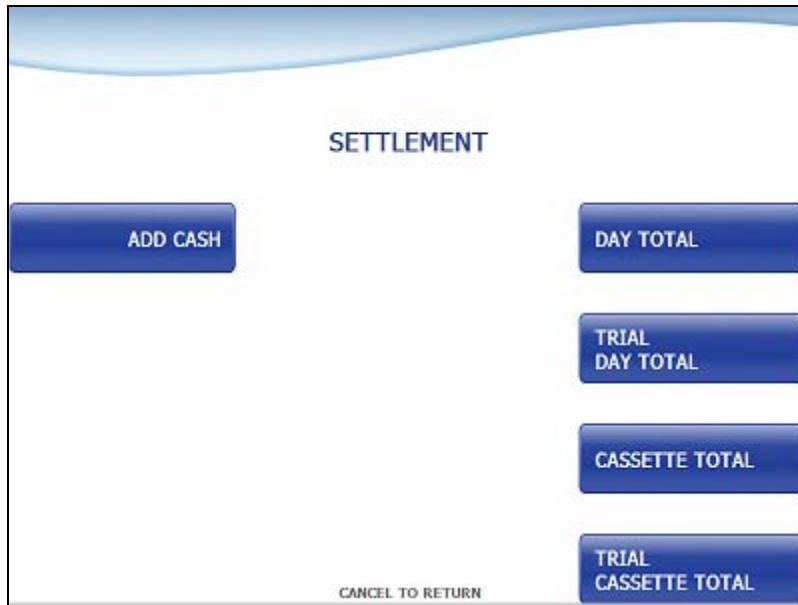 SETTLEMENT
ADD CASH
DAY TOTAL
TRIAL
DAY TOTAL
CASSETTE TOTAL
TRIAL
CASSETTE TOTAL
CANCEL TO RETURN